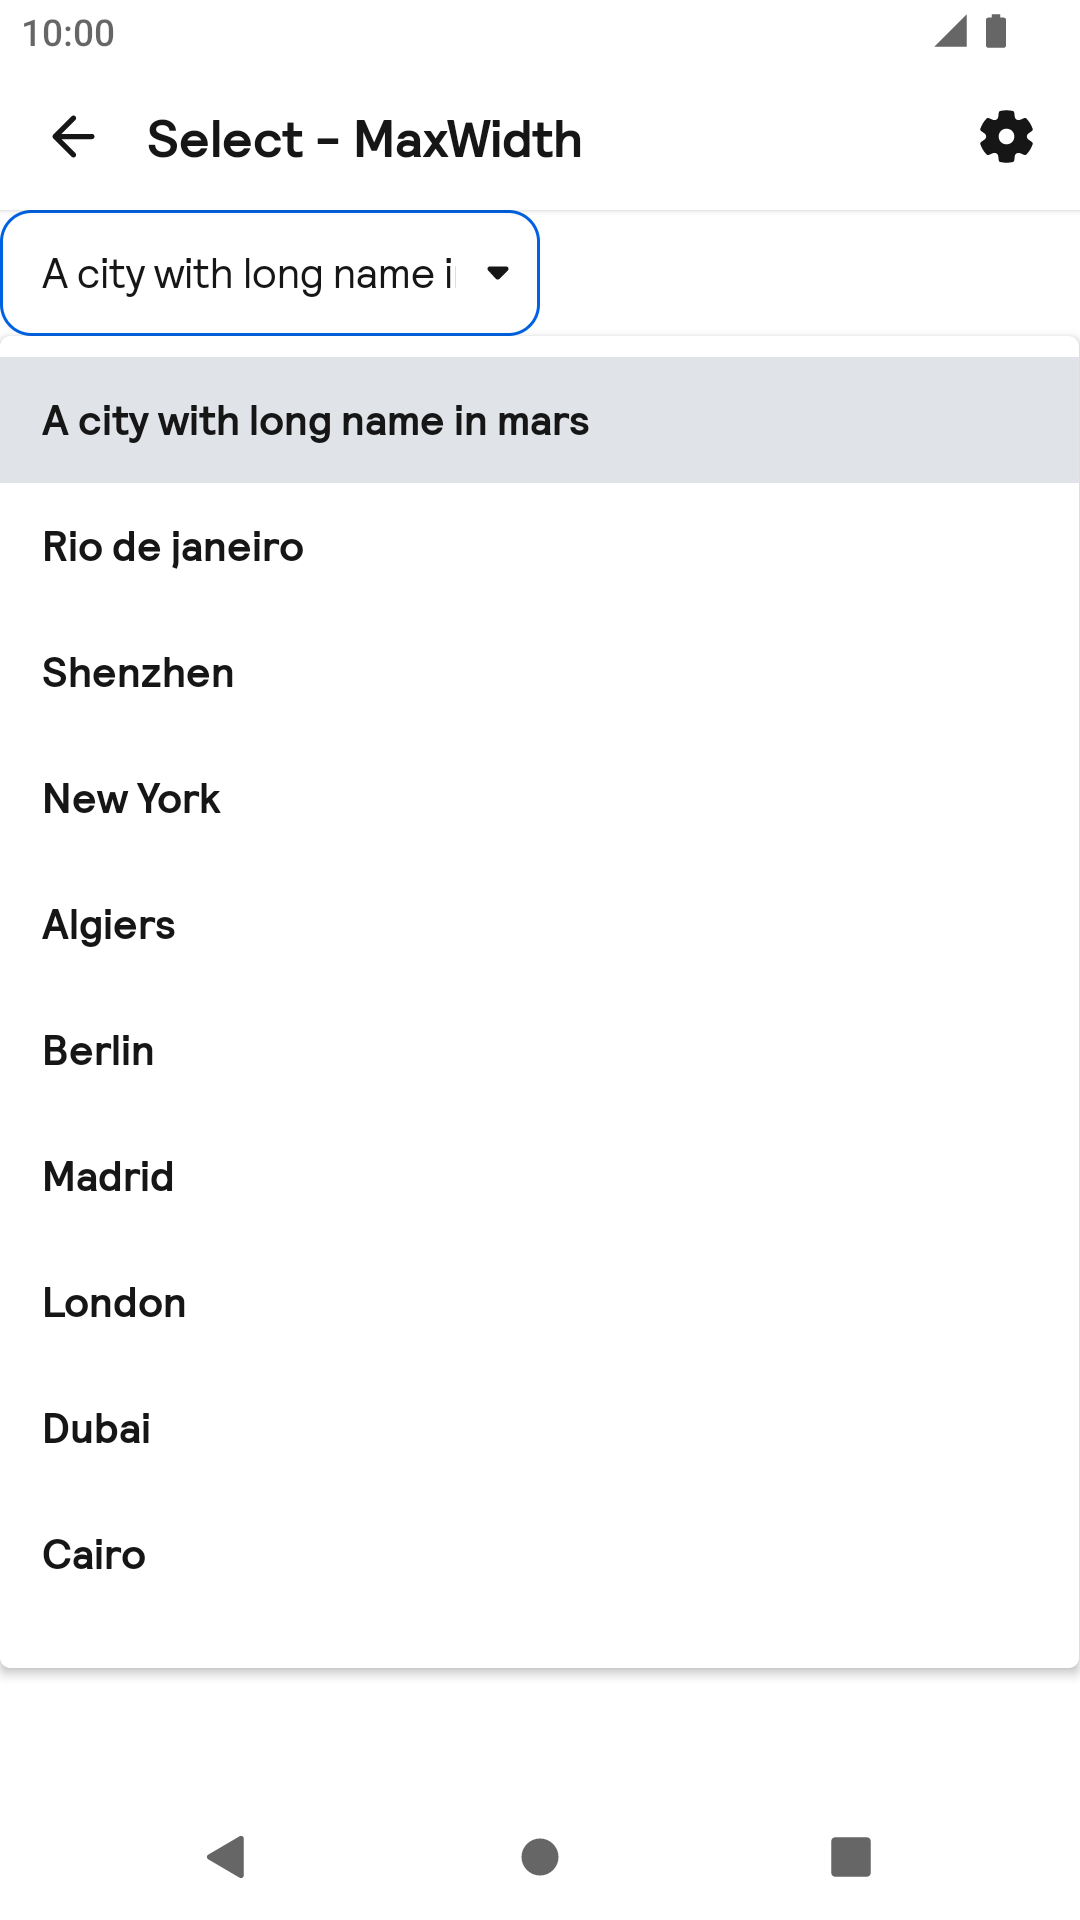 10:00
Select - MaxWidth
A city with long name i
A city with long name in mars
Rio de janeiro
Shenzhen
New York
Algiers
Berlin
Madrid
London
Dubai
Cairo